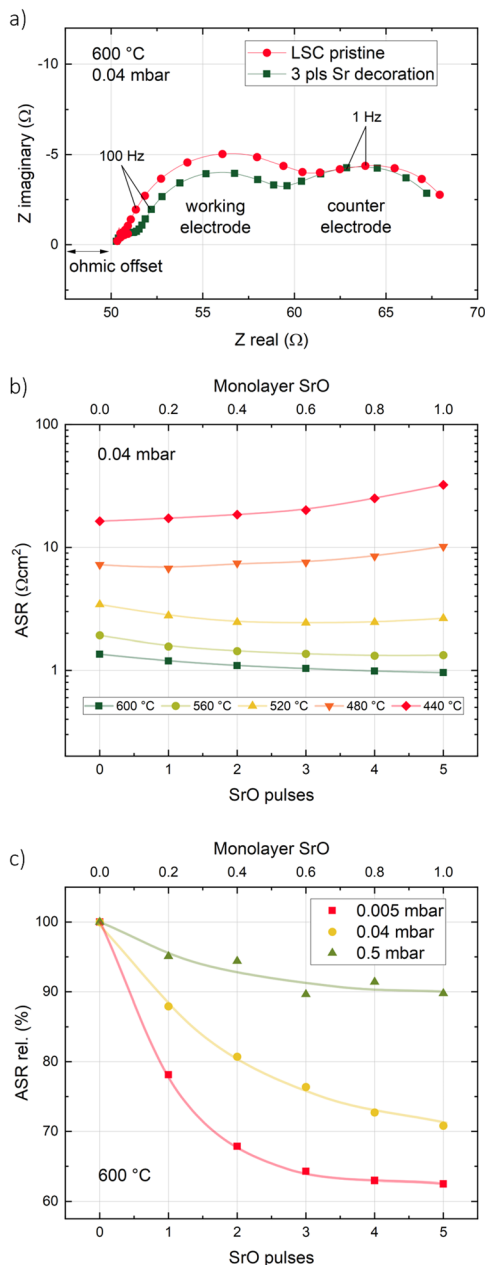 a)
600 °C
0.04 mbar
LSC pristine
3 pls Sr decoration
100 Hz
1 Hz
working
electrode
counter
electrode
ohmic offset
Z imaginary (Ω)
-10
-5
0
50 55 60 65 70
Z real (Ω)
b)
Monolayer SrO
0.0 0.2 0.4 0.6 0.8 1.0
0.04 mbar
ASR (Ωcm²)
100
10
1
600 °C 560 °C 520 °C 480 °C 440 °C
0 1 2 3 4 5
SrO pulses
c)
Monolayer SrO
0.0 0.2 0.4 0.6 0.8 1.0
0.005 mbar
0.04 mbar
0.5 mbar
ASR rel. (%)
100
90
80
70
60
600 °C
0 1 2 3 4 5
SrO pulses